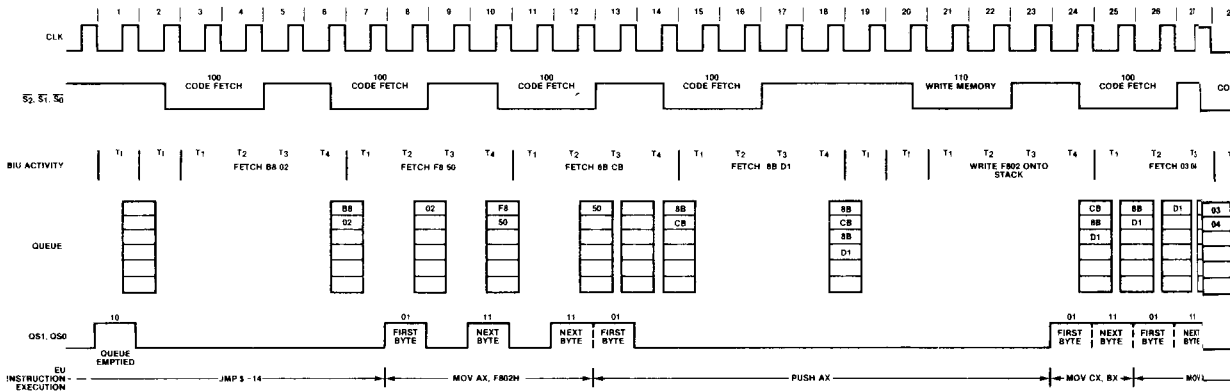 1 2 3 4 5 6 7 8 9 10 11 12 13 14 15 16 17 18 19 20 21 22 23 24 25 26 27 2
CLK
S2, S1, S0
100 100 100 100 110 100
CODE FETCH CODE FETCH CODE FETCH CODE FETCH WRITE MEMORY CODE FETCH CO
BIU ACTIVITY
TI TI T1 T2 T3 T4 T1 T2 T3 T4 T1 T2 T3 T4 T1 T2 T3 T4 TI TI T1 T2 T3 T4 T1 T2 T3
FETCH B8 02 FETCH F8 50 FETCH 8B CB FETCH 8B D1 WRITE F802 ONTO STACK FETCH 03 04
QUEUE
B8 02 F8 50 8B 8B CB 8B D1 03
02 50 CB CB 8B D1 04
8B D1
D1
QS1, QS0
10 01 11 11 01 01 11 01 11
QUEUE EMPTIED
FIRST BYTE NEXT BYTE NEXT BYTE FIRST BYTE FIRST BYTE NEXT BYTE FIRST BYTE
EU
INSTRUCTION
EXECUTION
JMP $ -14 MOV AX, F802H PUSH AX MOV CX, BX